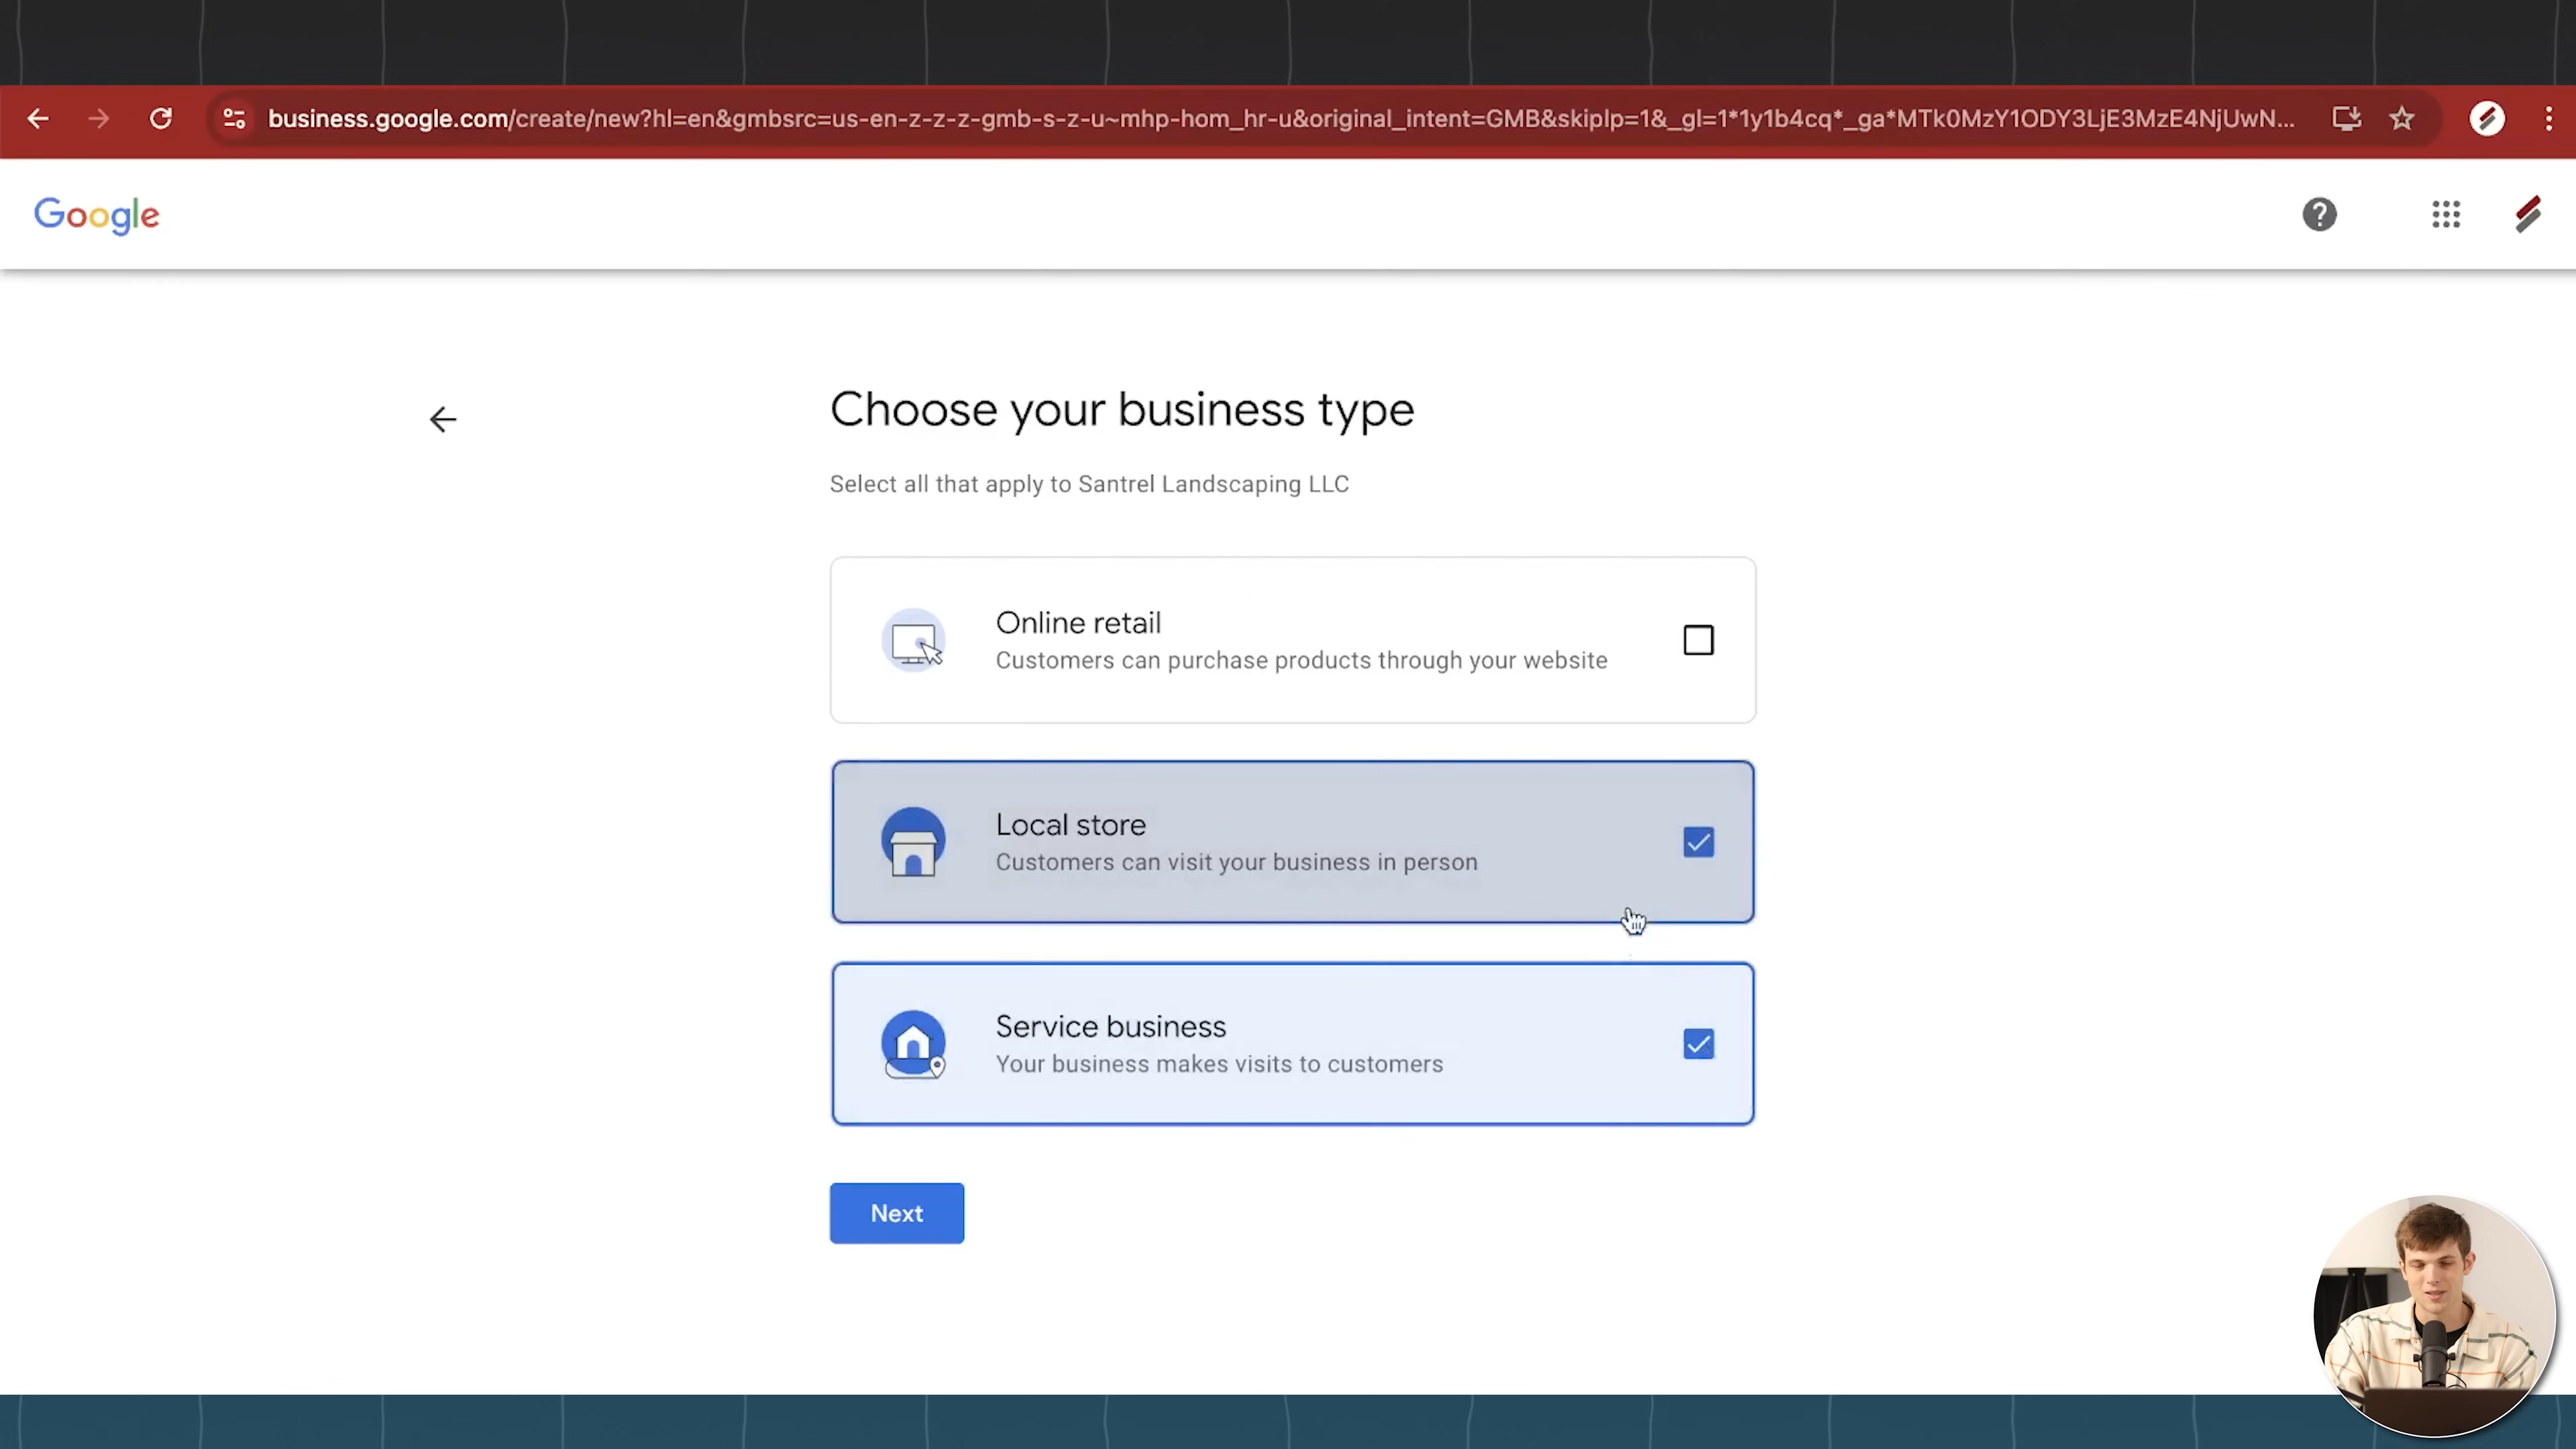 business.google.com/create/new?hl=en&gmbsrc=us-en-z-z-z-gmb-s-z-u~mhp-hom_hr-u&original_intent=GMB&skiplp=1&_gl=1*1y1b4cq*_ga*MTk0MzY1ODY3LjE3MzE4NjUwN...
Google
Choose your business type
Select all that apply to Santrel Landscaping LLC
Online retail
Customers can purchase products through your website
Local store
Customers can visit your business in person
Service business
Your business makes visits to customers
Next